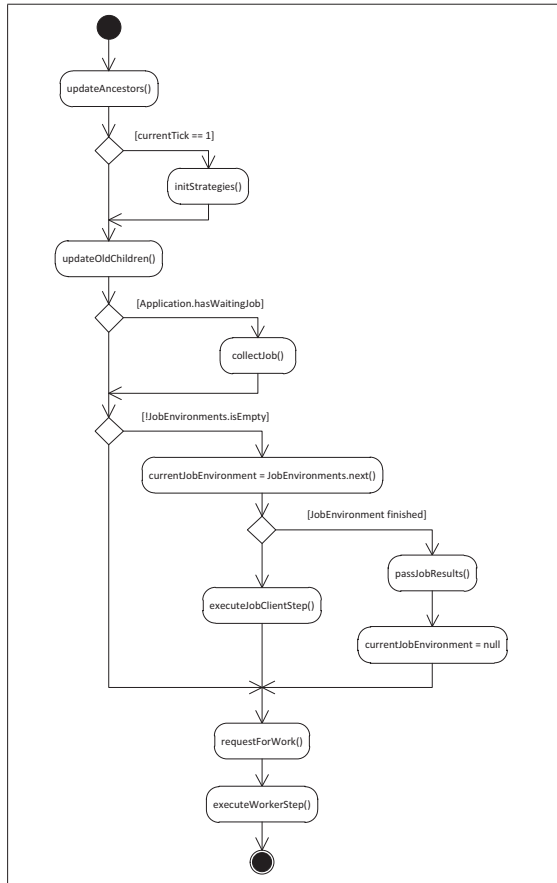 updateAncestors()
[currentTick == 1]
initStrategies()
updateOldChildren()
[Application.hasWaitingJob]
collectJob()
[!JobEnvironments.isEmpty]
currentJobEnvironment = JobEnvironments.next()
[JobEnvironment finished]
passJobResults()
executeJobClientStep()
currentJobEnvironment = null
requestForWork()
executeWorkerStep()